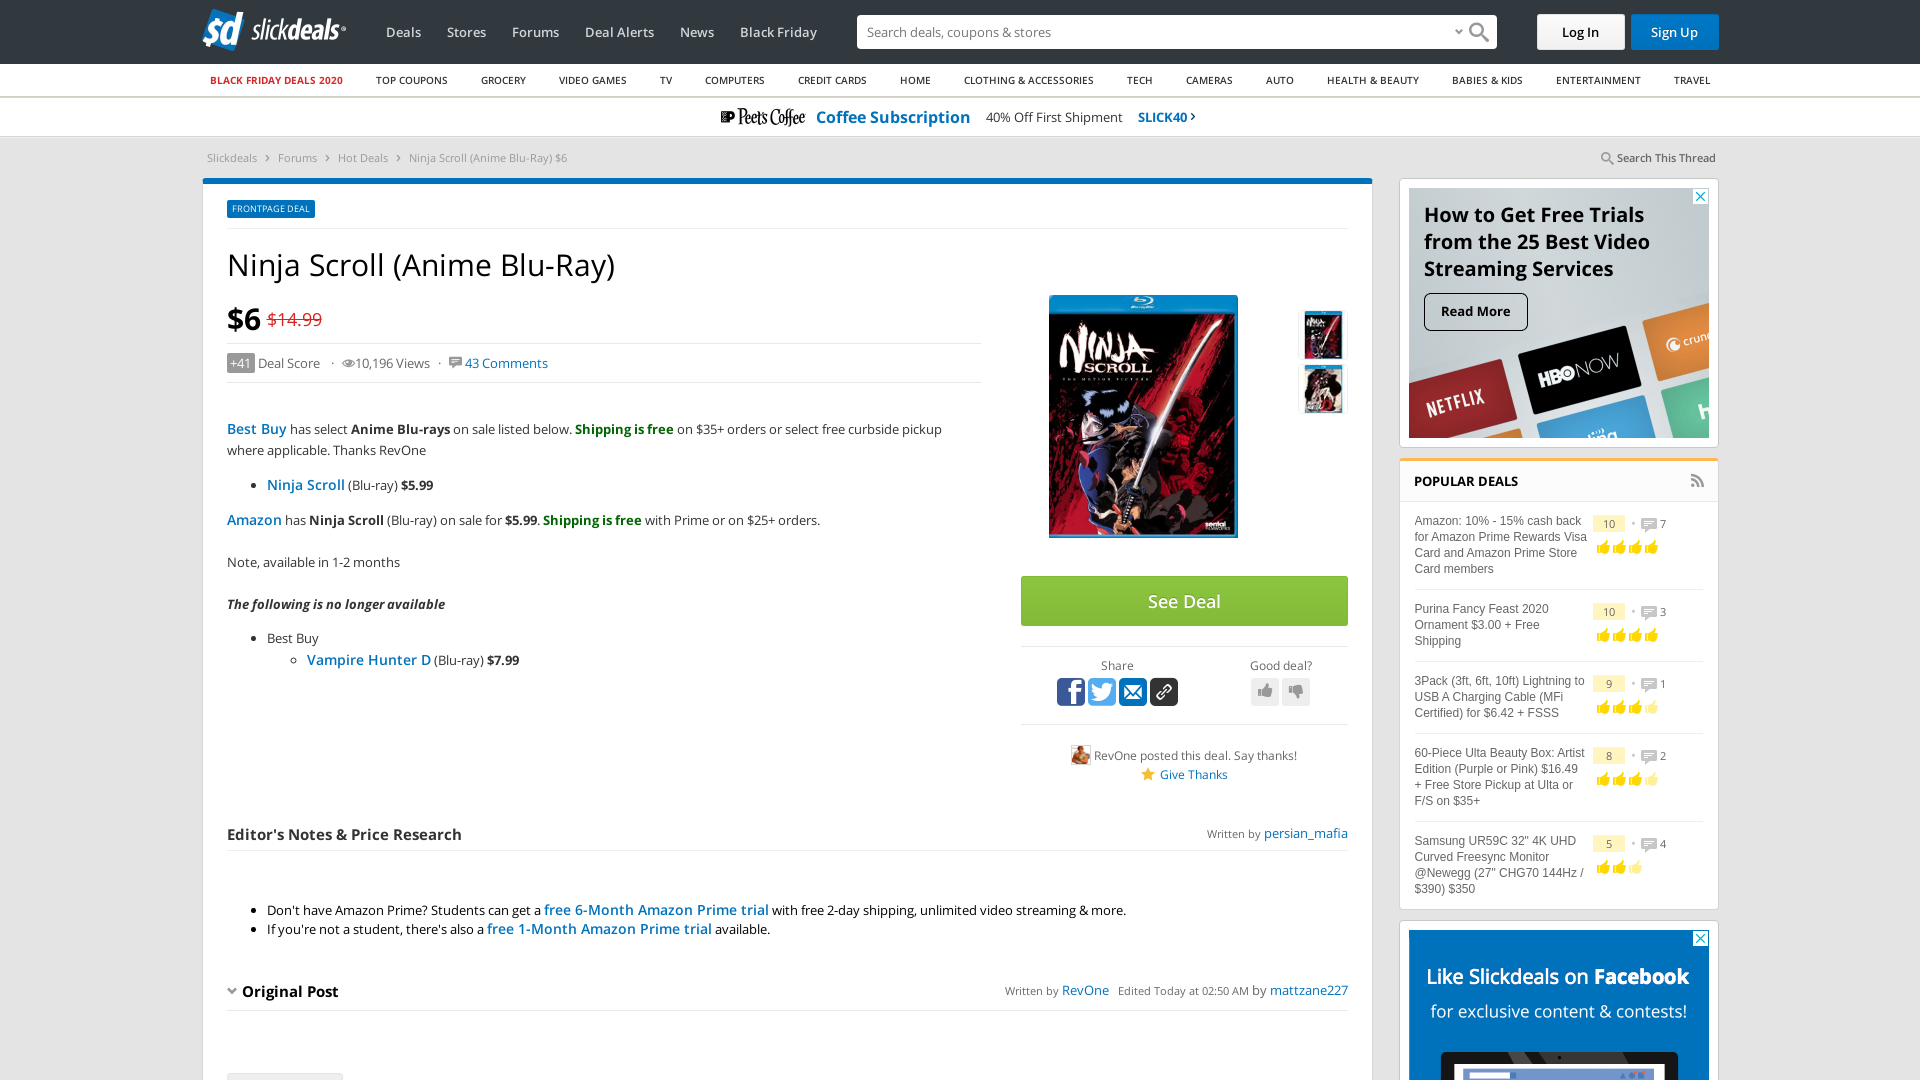 sd slickdeals
Deals Stores Forums Deal Alerts News Black Friday
Search deals, coupons & stores
Log In
Sign Up
BLACK FRIDAY DEALS 2020 TOP COUPONS GROCERY VIDEO GAMES TV COMPUTERS CREDIT CARDS HOME CLOTHING & ACCESSORIES TECH CAMERAS AUTO HEALTH & BEAUTY BABIES & KIDS ENTERTAINMENT TRAVEL
Peet's Coffee Coffee Subscription 40% Off First Shipment SLICK40
Slickdeals Forums Hot Deals Ninja Scroll (Anime Blu-Ray) $6
Search This Thread
FRONTPAGE DEAL
Ninja Scroll (Anime Blu-Ray)
$6 $14.99
+41 Deal Score · 10,196 Views · 43 Comments
Best Buy has select Anime Blu-rays on sale listed below. Shipping is free on $35+ orders or select free curbside pickup
where applicable. Thanks RevOne
• Ninja Scroll (Blu-ray) $5.99
Amazon has Ninja Scroll (Blu-ray) on sale for $5.99. Shipping is free with Prime or on $25+ orders.
Note, available in 1-2 months
The following is no longer available
• Best Buy
Vampire Hunter D (Blu-ray) $7.99
NINJA
SCROLL
THE MOTION PICTURE
sentai
See Deal
Share
Good deal?
RevOne posted this deal. Say thanks!
Give Thanks
Editor's Notes & Price Research
Written by persian_mafia
• Don't have Amazon Prime? Students can get a free 6-Month Amazon Prime trial with free 2-day shipping, unlimited video streaming & more.
• If you're not a student, there's also a free 1-Month Amazon Prime trial available.
Original Post
Written by RevOne Edited Today at 02:50 AM by mattzane227
How to Get Free Trials
from the 25 Best Video
Streaming Services
Read More
NETFLIX
HBO NOW
crun
POPULAR DEALS
Amazon: 10% - 15% cash back
for Amazon Prime Rewards Visa
Card and Amazon Prime Store
Card members
10 • 7
Purina Fancy Feast 2020
Ornament $3.00 + Free
Shipping
10 • 3
3Pack (3ft, 6ft, 10ft) Lightning to
USB A Charging Cable (MFi
Certified) for $6.42 + FSSS
9 • 1
60-Piece Ulta Beauty Box: Artist
Edition (Purple or Pink) $16.49
+ Free Store Pickup at Ulta or
F/S on $35+
8 • 2
Samsung UR59C 32" 4K UHD
Curved Freesync Monitor
@Newegg (27" CHG70 144Hz /
$390) $350
5 • 4
Like Slickdeals on Facebook
for exclusive content & contests!